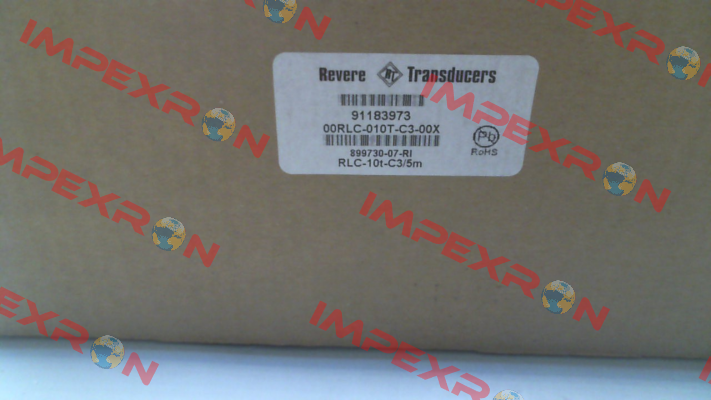 Revere RT Transducers
91183973
00RLC-010T-C3-00X
899730-07-RI
RLC-10t-C3/5m
Pb
RoHS
IMPEXRON
IMPEXRON
IMPEXRON
IMPEXRON
IMPEXRON
IMPEXRON